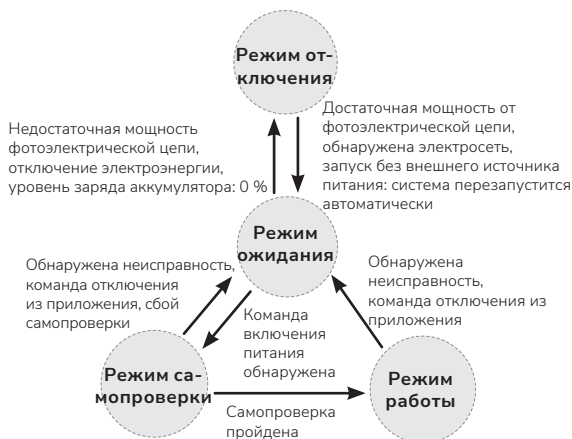 Режим от-
ключения
Недостаточная мощность
фотоэлектрической цепи,
отключение электроэнергии,
уровень заряда аккумулятора: 0 %
Достаточная мощность от
фотоэлектрической цепи,
обнаружена электросеть,
запуск без внешнего источника
питания: система перезапустится
автоматически
Режим
ожидания
Обнаружена неисправность,
команда отключения
из приложения, сбой
самопроверки
Команда
включения
питания
обнаружена
Обнаружена
неисправность,
команда отключения из
приложения
Режим са-
мопроверки
Самопроверка
пройдена
Режим
работы